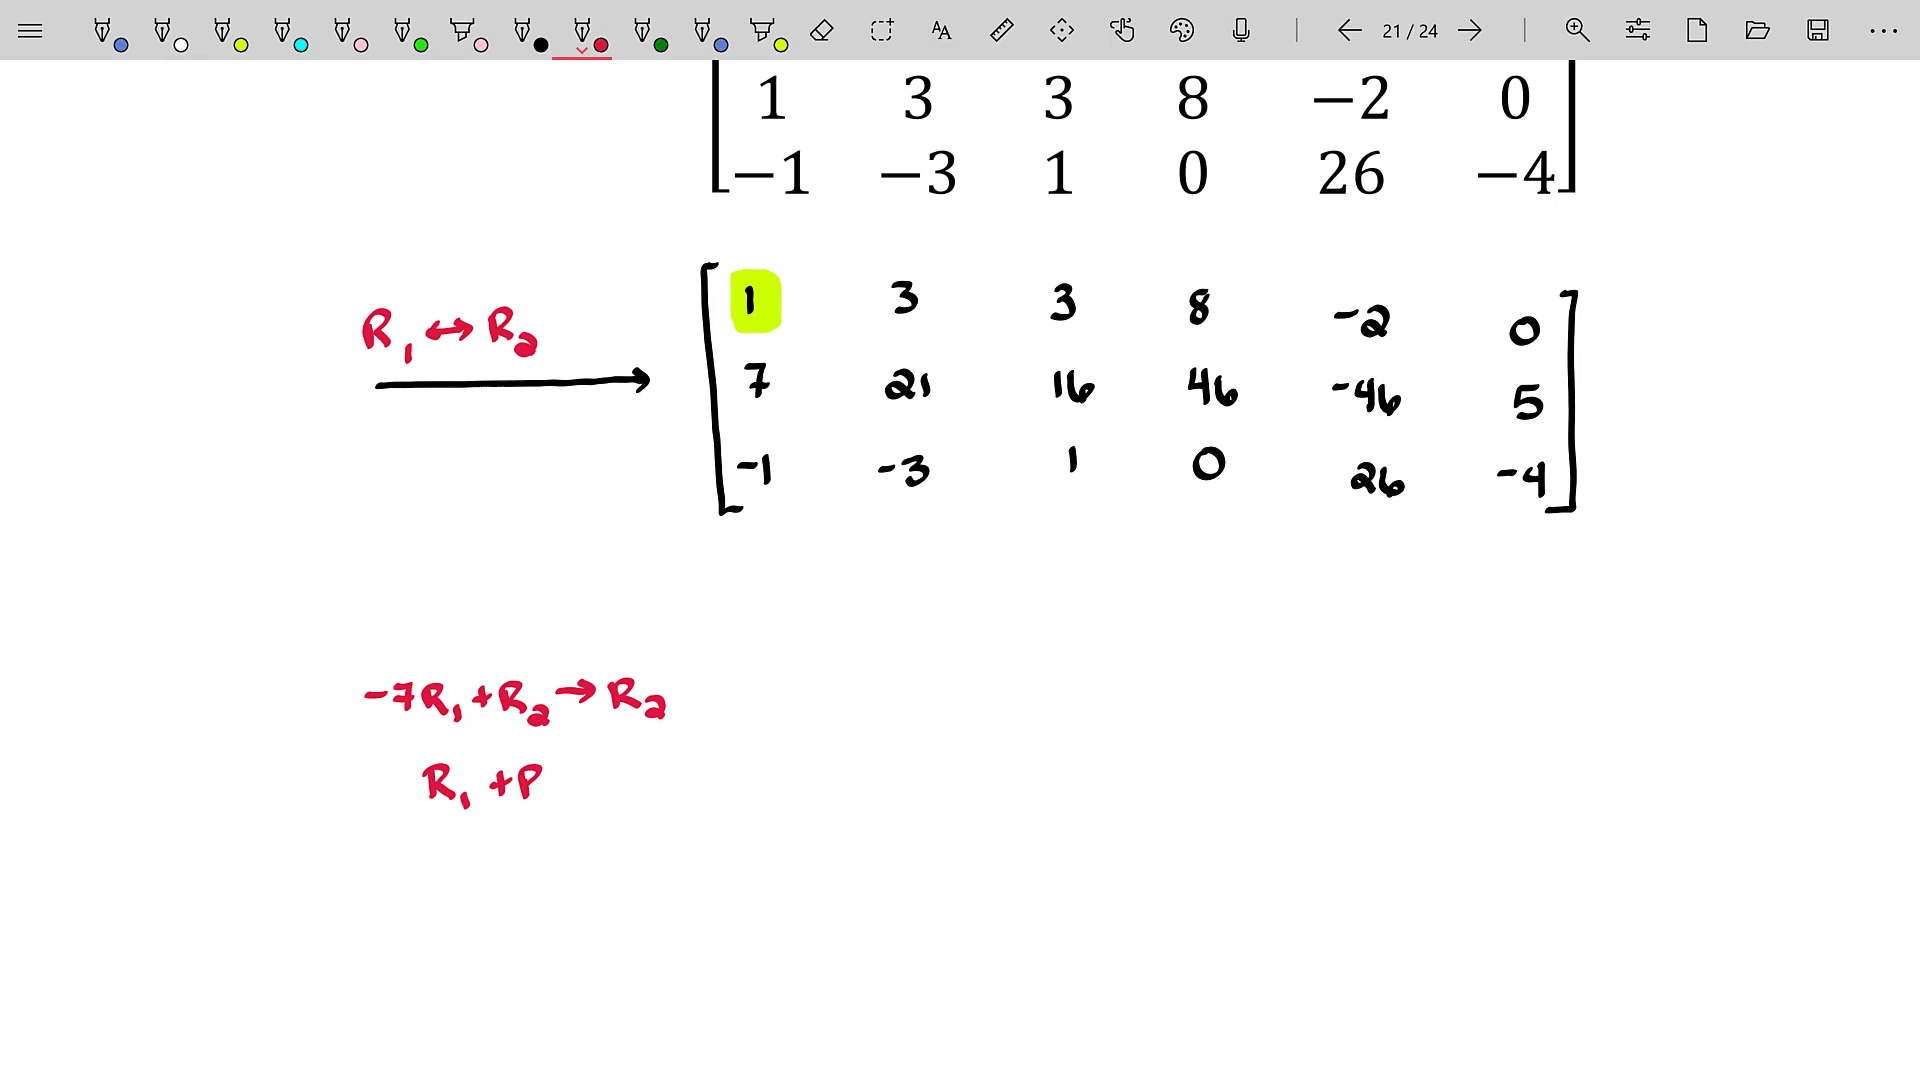 21 / 24
1 3 3 8 −2 0
−1 −3 1 0 26 −4
R₁ ↔ R₂
1 3 3 8 -2 0
7 21 16 46 -46 5
-1 -3 1 0 26 -4
-7R₁ + R₂ → R₂
R₁ + P